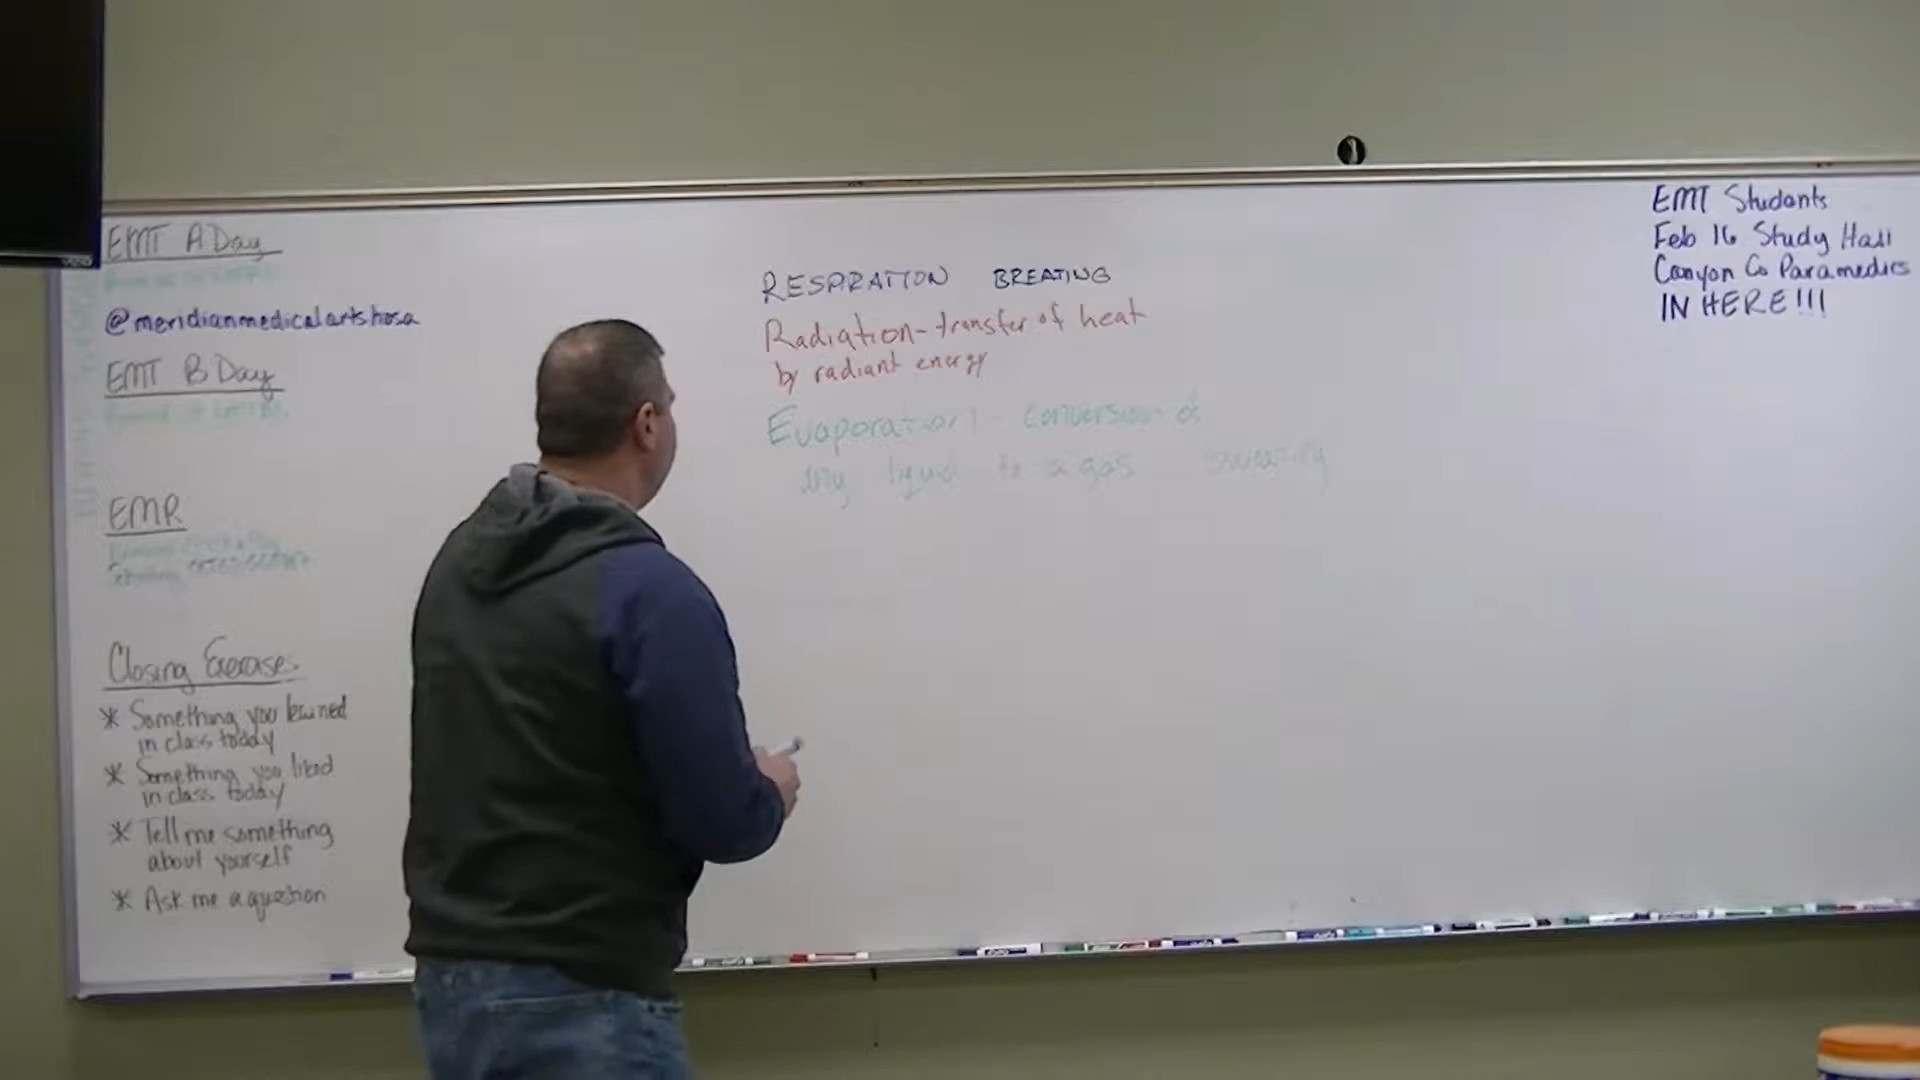 EMT A Day
@meridianmedicalartshosa
EMT B Day
EMR
Closing Exercises
* Something you learned
in class today
* Something you liked
in class today
* Tell me something
about yourself
* Ask me a question
RESPIRATION BREATING
Radiation - transfer of heat
by radiant energy
Evaporation - conversion of
any liquid to a gas sweating
EMT Students
Feb 16 Study Hall
Canyon Co Paramedics
IN HERE!!!